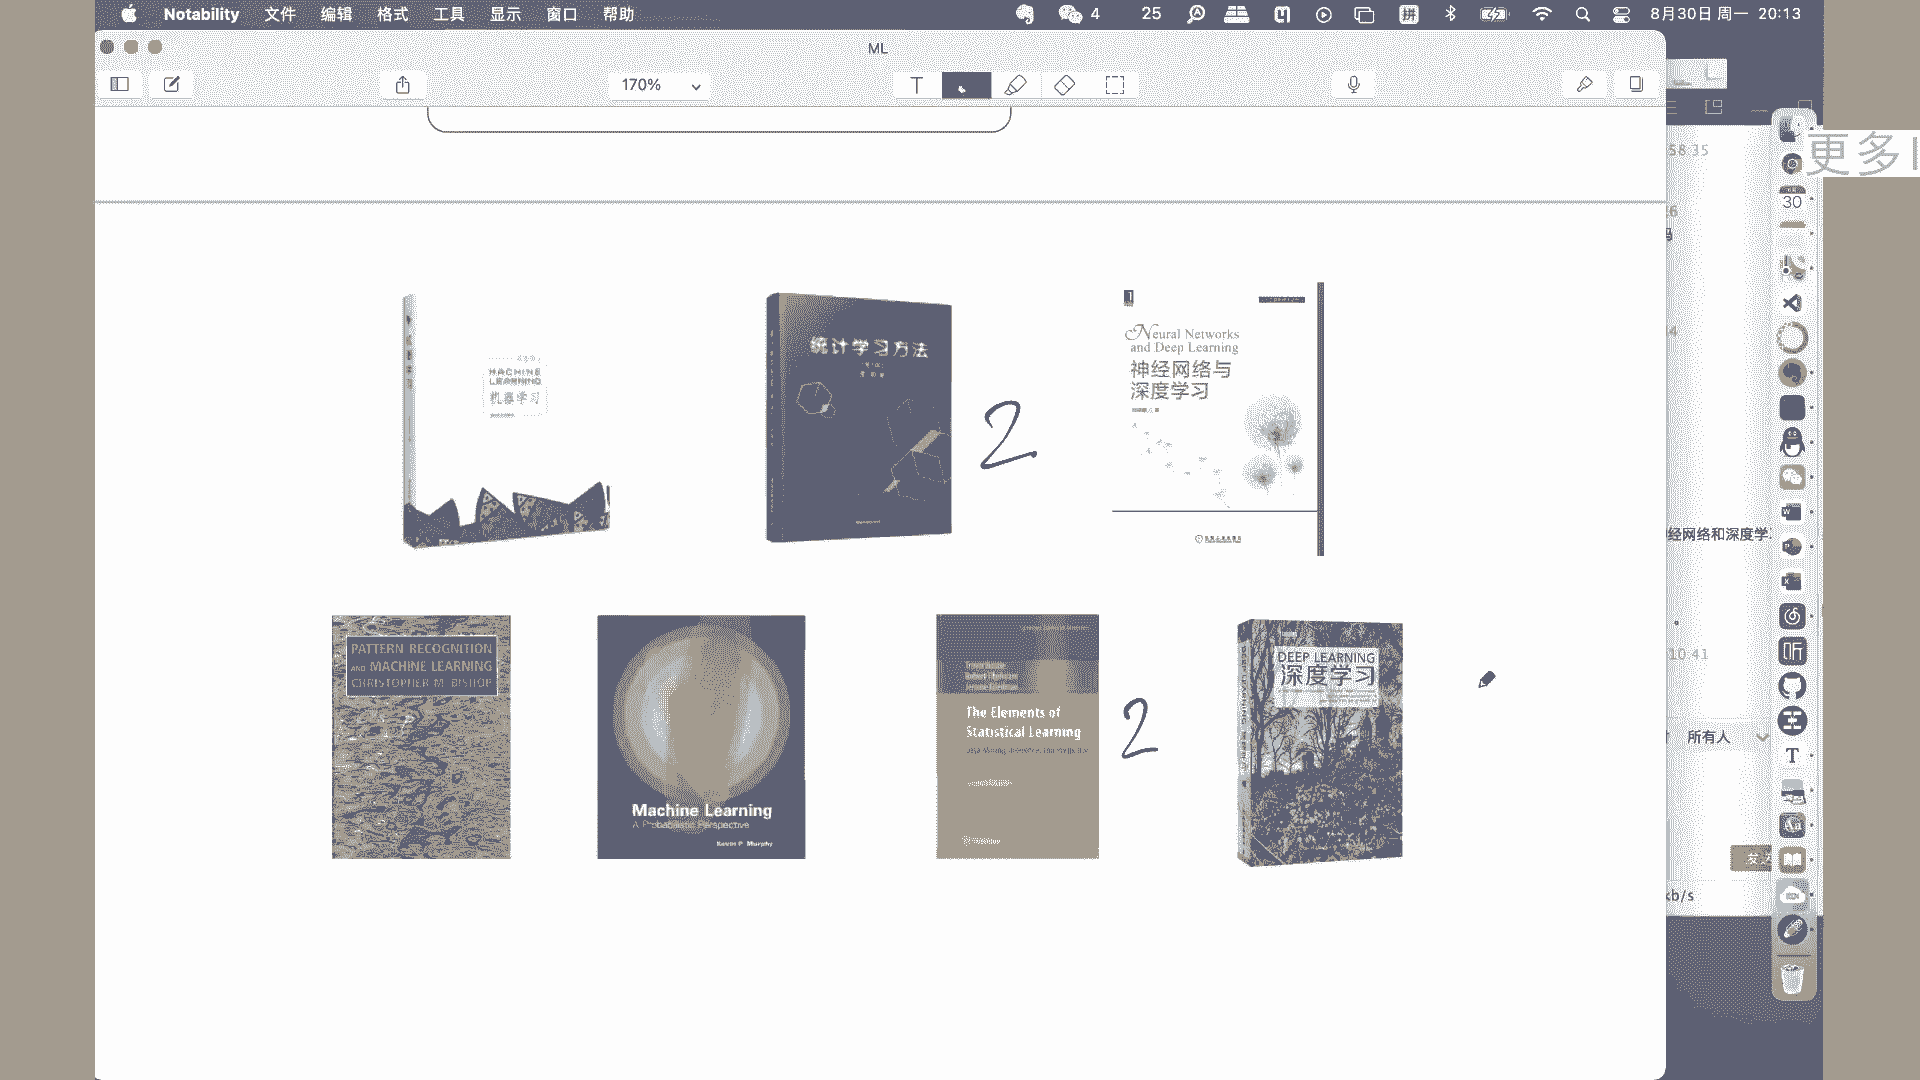 Notability 文件 编辑 格式 工具 显示 窗口 帮助
4 25 拼 8月30日 周一 20:13
ML
170%
T
58:35
更多
30
统计学习方法
2
Neural Networks
and Deep Learning
神经网络与
深度学习
MACHINE
LEARNING
机器学习
经网络和深度学
听
10:41
PATTERN RECOGNITION
AND MACHINE LEARNING
CHRISTOPHER M. BISHOP
Machine Learning
A Probabilistic Perspective
Kevin P. Murphy
The Elements of
Statistical Learning
2
DEEP LEARNING
深度学习
所有人
T
Aa
kb/s